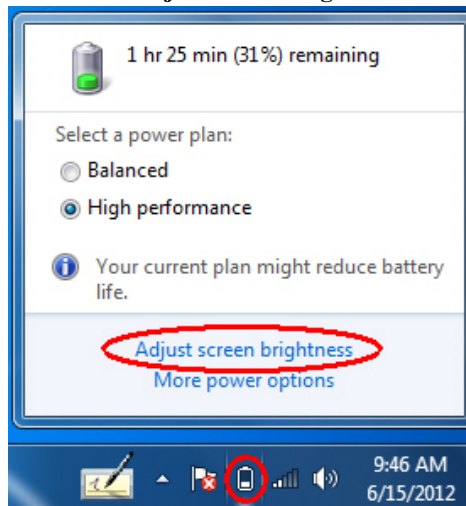 1 hr 25 min (31%) remaining
Select a power plan:
Balanced
High performance
Your current plan might reduce battery
life.
Adjust screen brightness
More power options
9:46 AM
6/15/2012